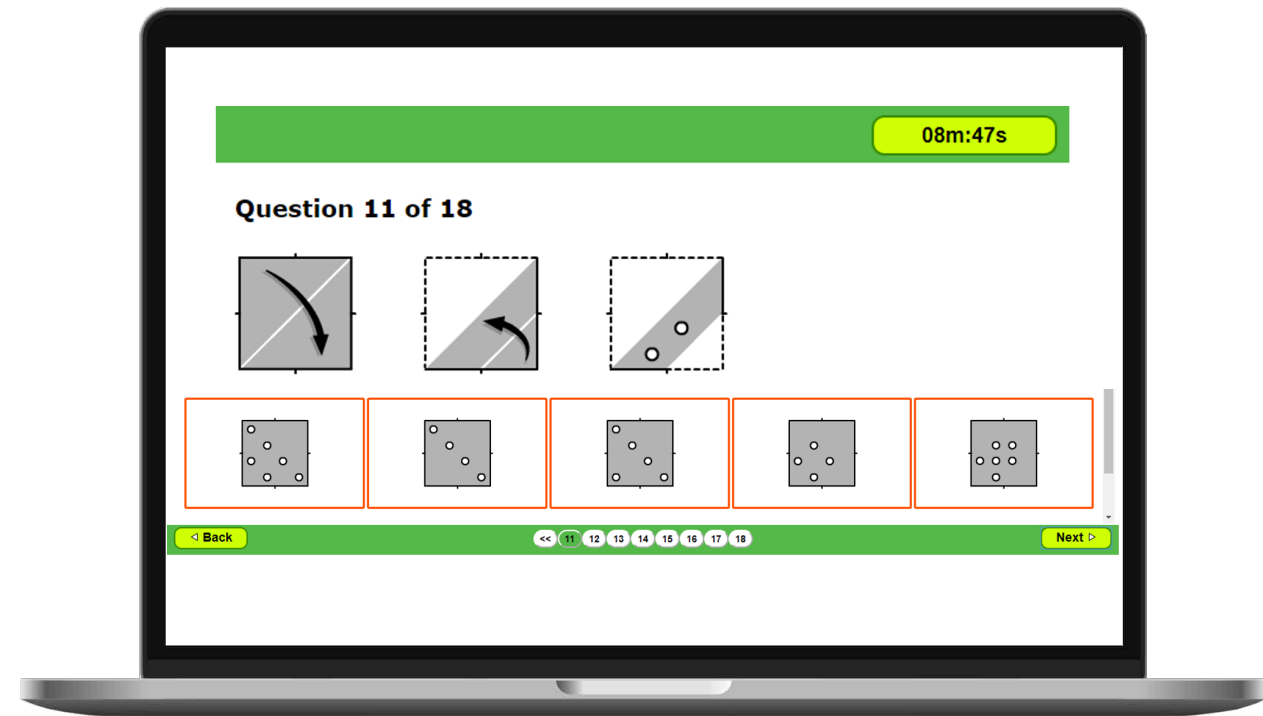 08m:47s
Question 11 of 18
◁ Back
<< 11 12 13 14 15 16 17 18
Next ▷